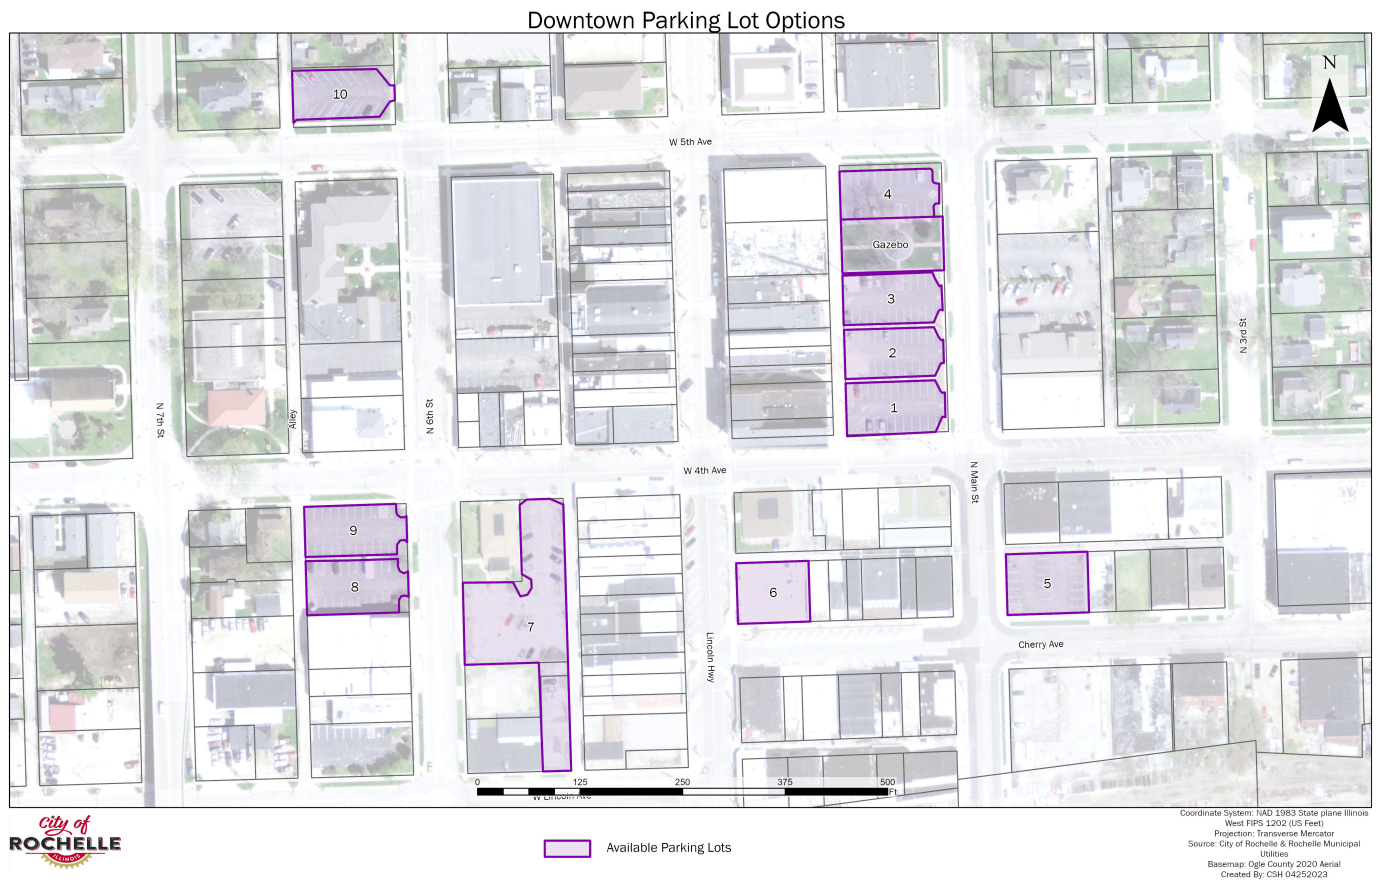 Downtown Parking Lot Options
10
N
W 5th Ave
4
Gazebo
3
2
1
N 3rd St
N 7th St
Alley
N 6th St
W 4th Ave
N Main St
9
8
7
6
5
Lincoln Hwy
Cherry Ave
0 125 250 375 500
Ft
W Lincoln Ave
City of
ROCHELLE
ILLINOIS
Available Parking Lots
Coordinate System: NAD 1983 State plane Illinois
West FIPS 1202 (US Feet)
Projection: Transverse Mercator
Source: City of Rochelle & Rochelle Municipal
Utilities
Basemap: Ogle County 2020 Aerial
Created By: CSH 04252023